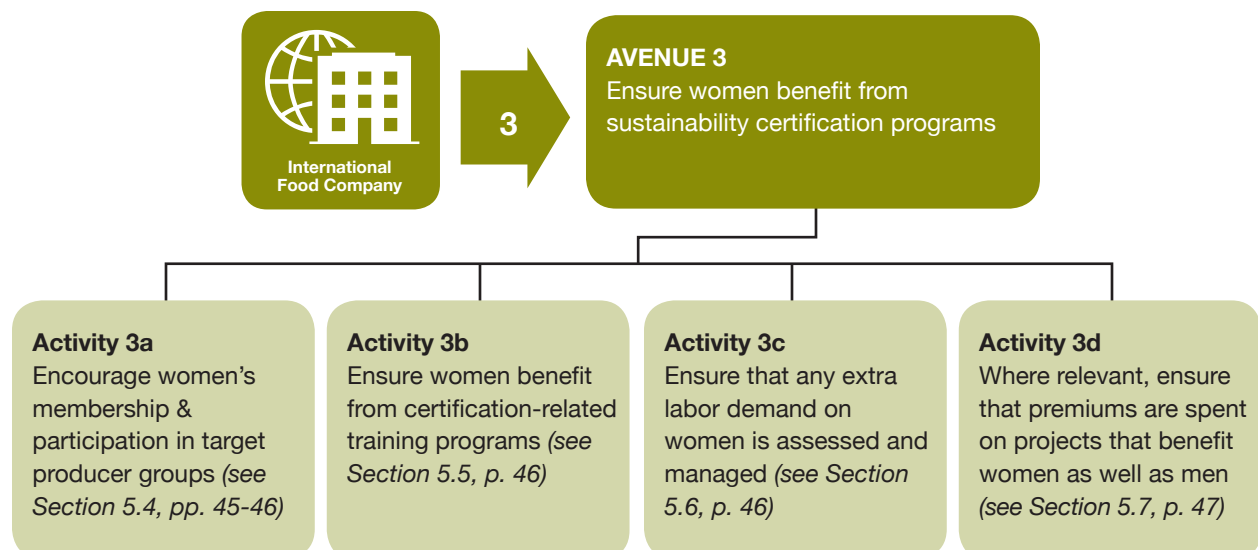 International
Food Company
3
AVENUE 3
Ensure women benefit from
sustainability certification programs
Activity 3a
Encourage women’s
membership &
participation in target
producer groups (see
Section 5.4, pp. 45-46)
Activity 3b
Ensure women benefit
from certification-related
training programs (see
Section 5.5, p. 46)
Activity 3c
Ensure that any extra
labor demand on
women is assessed and
managed (see Section
5.6, p. 46)
Activity 3d
Where relevant, ensure
that premiums are spent
on projects that benefit
women as well as men
(see Section 5.7, p. 47)